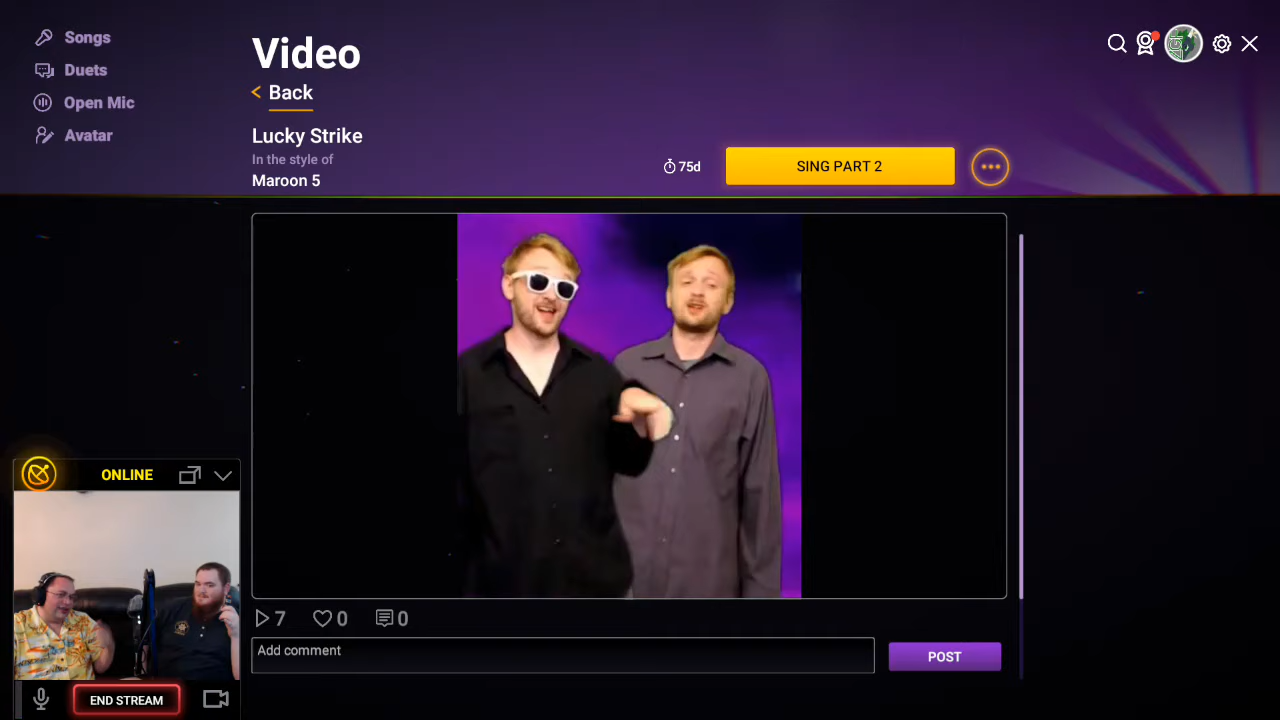 Songs
Duets
Open Mic
Avatar
Video
Back
Lucky Strike
In the style of
Maroon 5
75d
SING PART 2
7
0
0
Add comment
POST
ONLINE
END STREAM